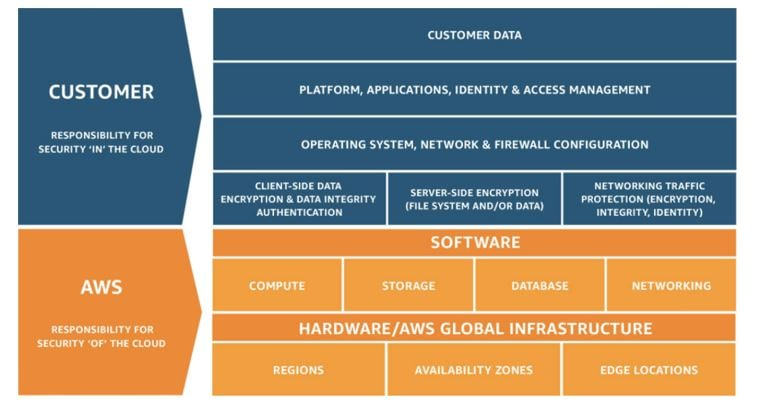 CUSTOMER
RESPONSIBILITY FOR
SECURITY ‘IN’ THE CLOUD
CUSTOMER DATA
PLATFORM, APPLICATIONS, IDENTITY & ACCESS MANAGEMENT
OPERATING SYSTEM, NETWORK & FIREWALL CONFIGURATION
CLIENT-SIDE DATA
ENCRYPTION & DATA INTEGRITY
AUTHENTICATION
SERVER-SIDE ENCRYPTION
(FILE SYSTEM AND/OR DATA)
NETWORKING TRAFFIC
PROTECTION (ENCRYPTION,
INTEGRITY, IDENTITY)
AWS
RESPONSIBILITY FOR
SECURITY ‘OF’ THE CLOUD
SOFTWARE
COMPUTE
STORAGE
DATABASE
NETWORKING
HARDWARE/AWS GLOBAL INFRASTRUCTURE
REGIONS
AVAILABILITY ZONES
EDGE LOCATIONS